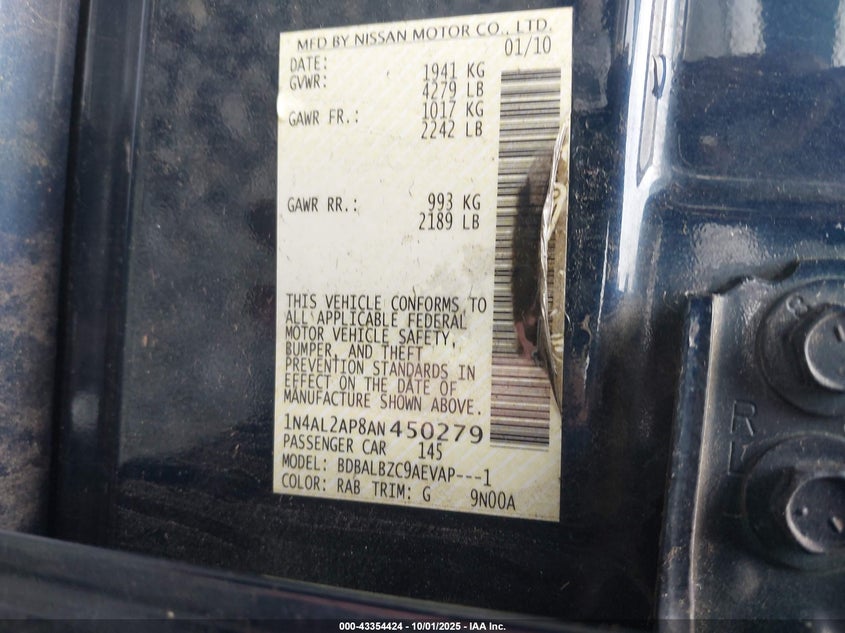 MFD BY NISSAN MOTOR CO., LTD.
DATE: 01/10
GVWR: 1941 KG
4279 LB
GAWR FR.: 1017 KG
2242 LB
GAWR RR.: 993 KG
2189 LB
THIS VEHICLE CONFORMS TO
ALL APPLICABLE FEDERAL
MOTOR VEHICLE SAFETY,
BUMPER, AND THEFT
PREVENTION STANDARDS IN
EFFECT ON THE DATE OF
MANUFACTURE SHOWN ABOVE.
1N4AL2AP8AN450279
PASSENGER CAR 145
MODEL: BDBALBZC9AEVAP---1
COLOR: RAB TRIM: G 9N00A
R
000-43354424 - 10/01/2025 - IAA Inc.